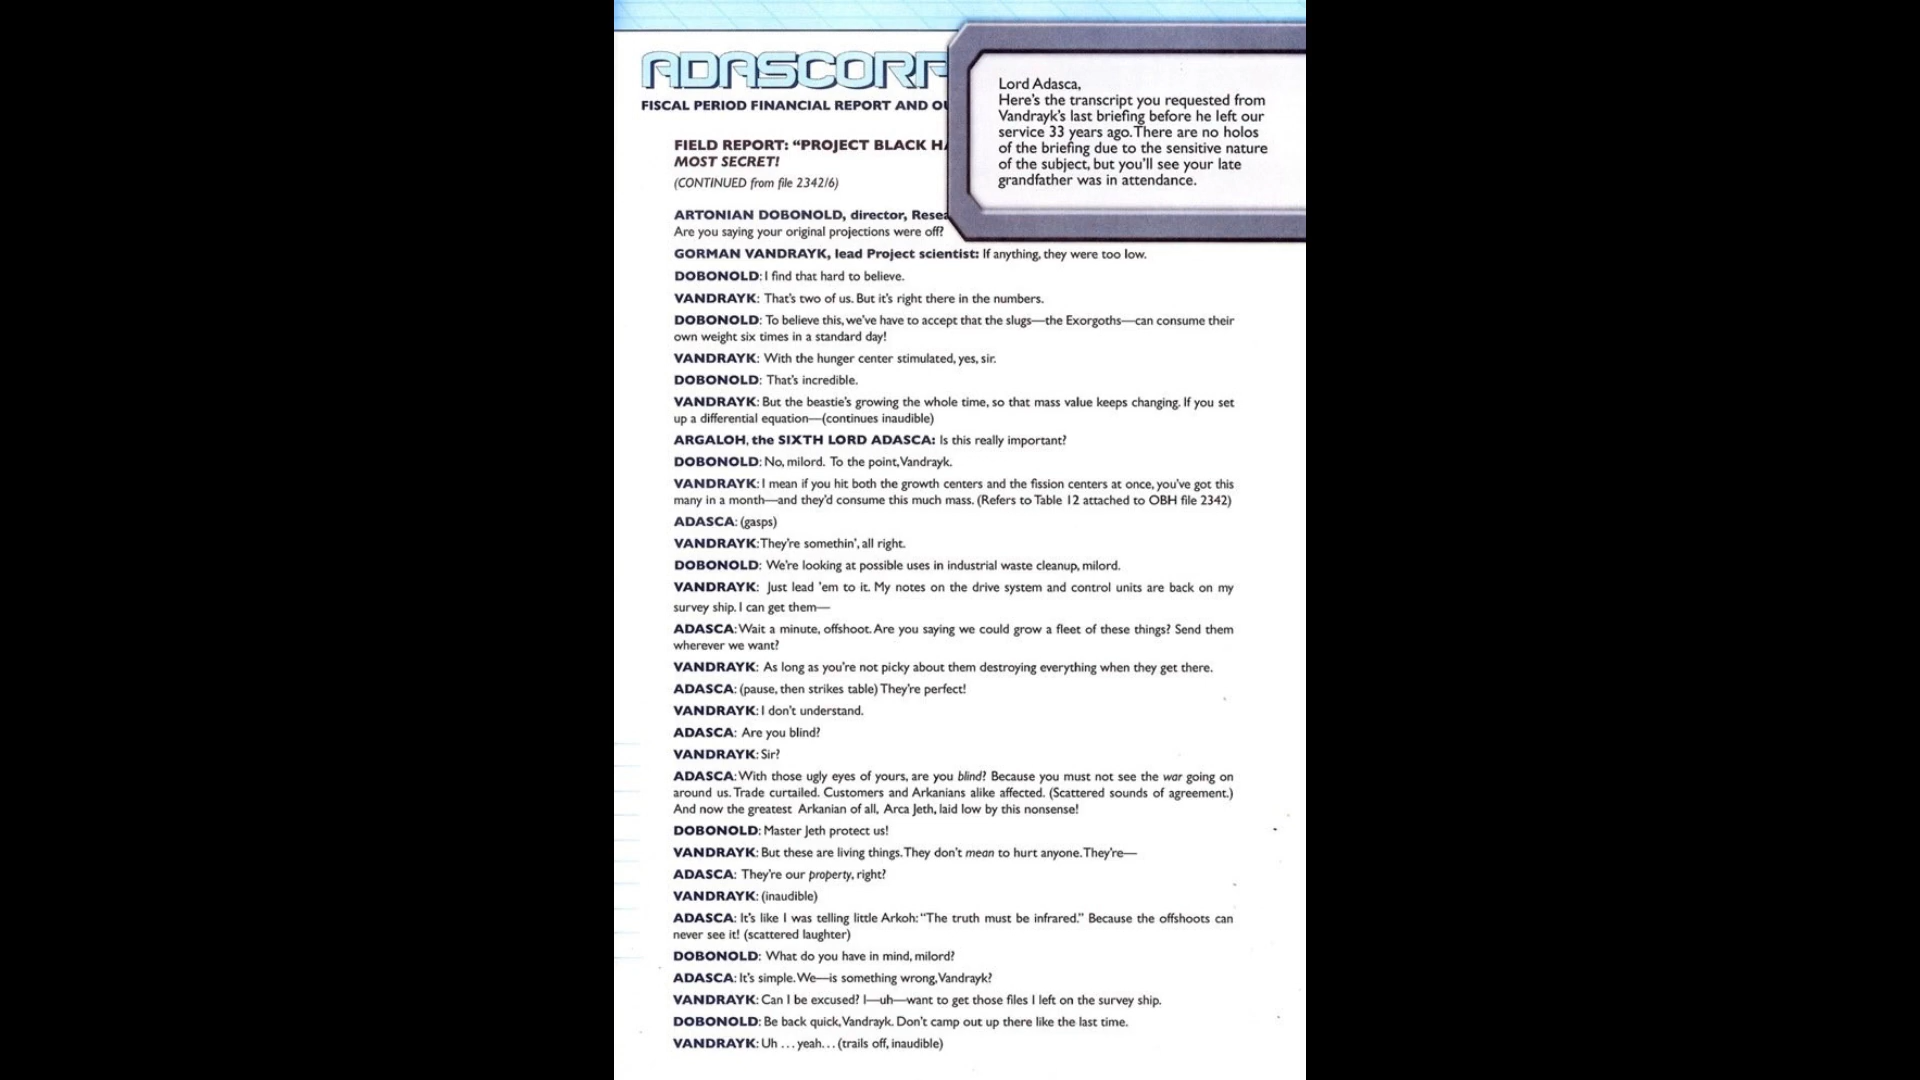 ADASCORP
FISCAL PERIOD FINANCIAL REPORT AND
Lord Adasca,
Here's the transcript you requested from
Vandrayk's last briefing before he left our
service 33 years ago. There are no holos
of the briefing due to the sensitive nature
of the subject, but you'll see your late
grandfather was in attendance.
FIELD REPORT: “PROJECT BLACK
MOST SECRET!
(CONTINUED from file 2342/6)
ARTONIAN DOBONOLD, director,
Are you saying your original projections were off?
GORMAN VANDRAYK, lead Project scientist: If anything, they were too low.
DOBONOLD: I find that hard to believe.
VANDRAYK: That's two of us. But it's right there in the numbers.
DOBONOLD: To believe this, we've have to accept that the slugs—the Exorgoths—can consume their
own weight six times in a standard day!
VANDRAYK: With the hunger center stimulated, yes, sir.
DOBONOLD: That's incredible.
VANDRAYK: But the beastie's growing the whole time, so that mass value keeps changing. If you set
up a differential equation—(continues inaudible)
ARGALOH, the SIXTH LORD ADASCA: Is this really important?
DOBONOLD: No, milord. To the point, Vandrayk.
VANDRAYK: I mean if you hit both the growth centers and the fission centers at once, you've got this
many in a month—and they'd consume this much mass. (Refers to Table 12 attached to OBH file 2342)
ADASCA: (gasps)
VANDRAYK: They're somethin', all right.
DOBONOLD: We're looking at possible uses in industrial waste cleanup, milord.
VANDRAYK: Just lead 'em to it. My notes on the drive system and control units are back on my
survey ship. I can get them—
ADASCA: Wait a minute, offshoot. Are you saying we could grow a fleet of these things? Send them
wherever we want?
VANDRAYK: As long as you're not picky about them destroying everything when they get there.
ADASCA: (pause, then strikes table) They're perfect!
VANDRAYK: I don't understand.
ADASCA: Are you blind?
VANDRAYK: Sir?
ADASCA: With those ugly eyes of yours, are you blind? Because you must not see the war going on
around us. Trade curtailed. Customers and Arkanians alike affected. (Scattered sounds of agreement.)
And now the greatest Arkanian of all, Arca Jeth, laid low by this nonsense!
DOBONOLD: Master Jeth protect us!
VANDRAYK: But these are living things. They don't mean to hurt anyone. They're—
ADASCA: They're our property, right?
VANDRAYK: (inaudible)
ADASCA: It's like I was telling little Arkoh: “The truth must be infrared.” Because the offshoots can
never see it! (scattered laughter)
DOBONOLD: What do you have in mind, milord?
ADASCA: It's simple. We—is something wrong, Vandrayk?
VANDRAYK: Can I be excused? I—uh—want to get those files I left on the survey ship.
DOBONOLD: Be back quick, Vandrayk. Don't camp out up there like the last time.
VANDRAYK: Uh . . . yeah. . . (trails off, inaudible)